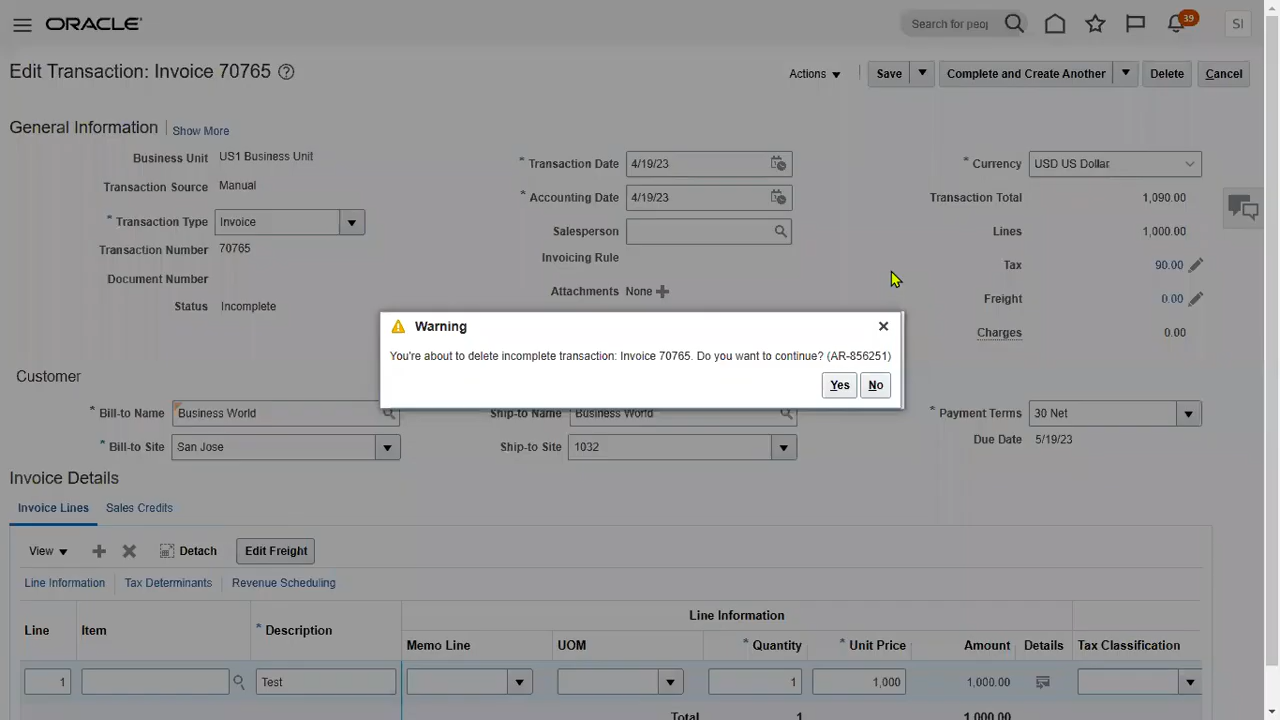 ORACLE
Search for peop
39
SI
Edit Transaction: Invoice 70765 ?
Actions
Save
Complete and Create Another
Delete
Cancel
General Information
Show More
Business Unit US1 Business Unit
Transaction Source Manual
* Transaction Type Invoice
Transaction Number 70765
Document Number
Status Incomplete
* Transaction Date 4/19/23
* Accounting Date 4/19/23
Salesperson
Invoicing Rule
Attachments None
* Currency USD US Dollar
Transaction Total 1,090.00
Lines 1,000.00
Tax 90.00
Freight 0.00
Charges 0.00
Warning
You're about to delete incomplete transaction: Invoice 70765. Do you want to continue? (AR-856251)
Yes No
Customer
* Bill-to Name Business World
* Bill-to Site San Jose
Ship-to Name Business World
Ship-to Site 1032
* Payment Terms 30 Net
Due Date 5/19/23
Invoice Details
Invoice Lines Sales Credits
View
Detach
Edit Freight
Line Information Tax Determinants Revenue Scheduling
Line Information
Line Item * Description Memo Line UOM * Quantity * Unit Price Amount Details Tax Classification
1 Test 1 1,000 1,000.00
Total 1 1,000.00